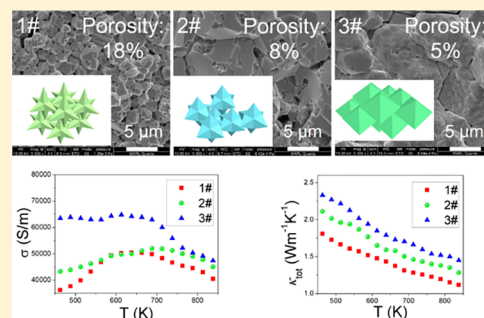 1# Porosity: 18%
5 μm
2# Porosity: 8%
5 μm
3# Porosity: 5%
5 μm
80000
70000
60000
50000
40000
σ (S/m)
500 600 700 800
T (K)
1#
2#
3#
2.5
2.0
1.5
1.0
κtot (Wm⁻¹K⁻¹)
500 600 700 800
T (K)
1#
2#
3#